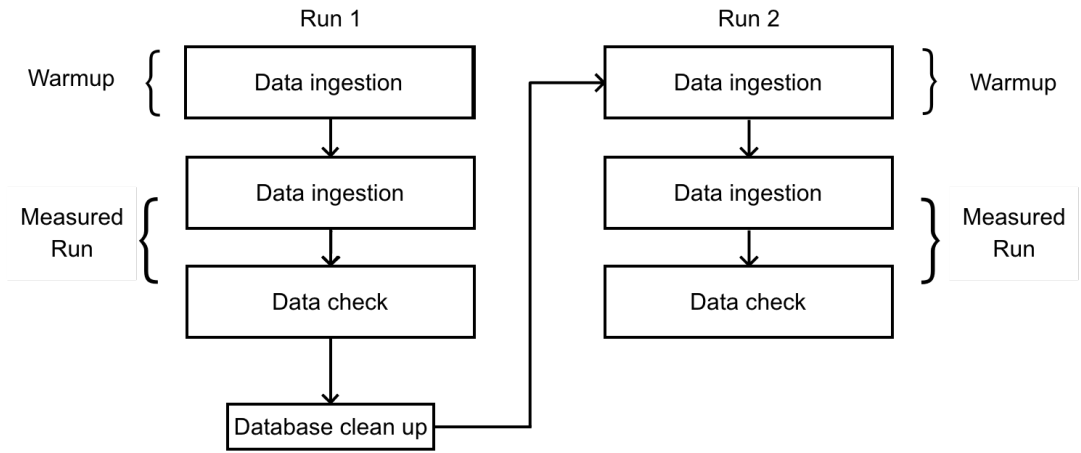 Run 1
Run 2
Warmup
Data ingestion
Data ingestion
Warmup
Measured
Run
Data ingestion
Data ingestion
Measured
Run
Data check
Data check
Database clean up